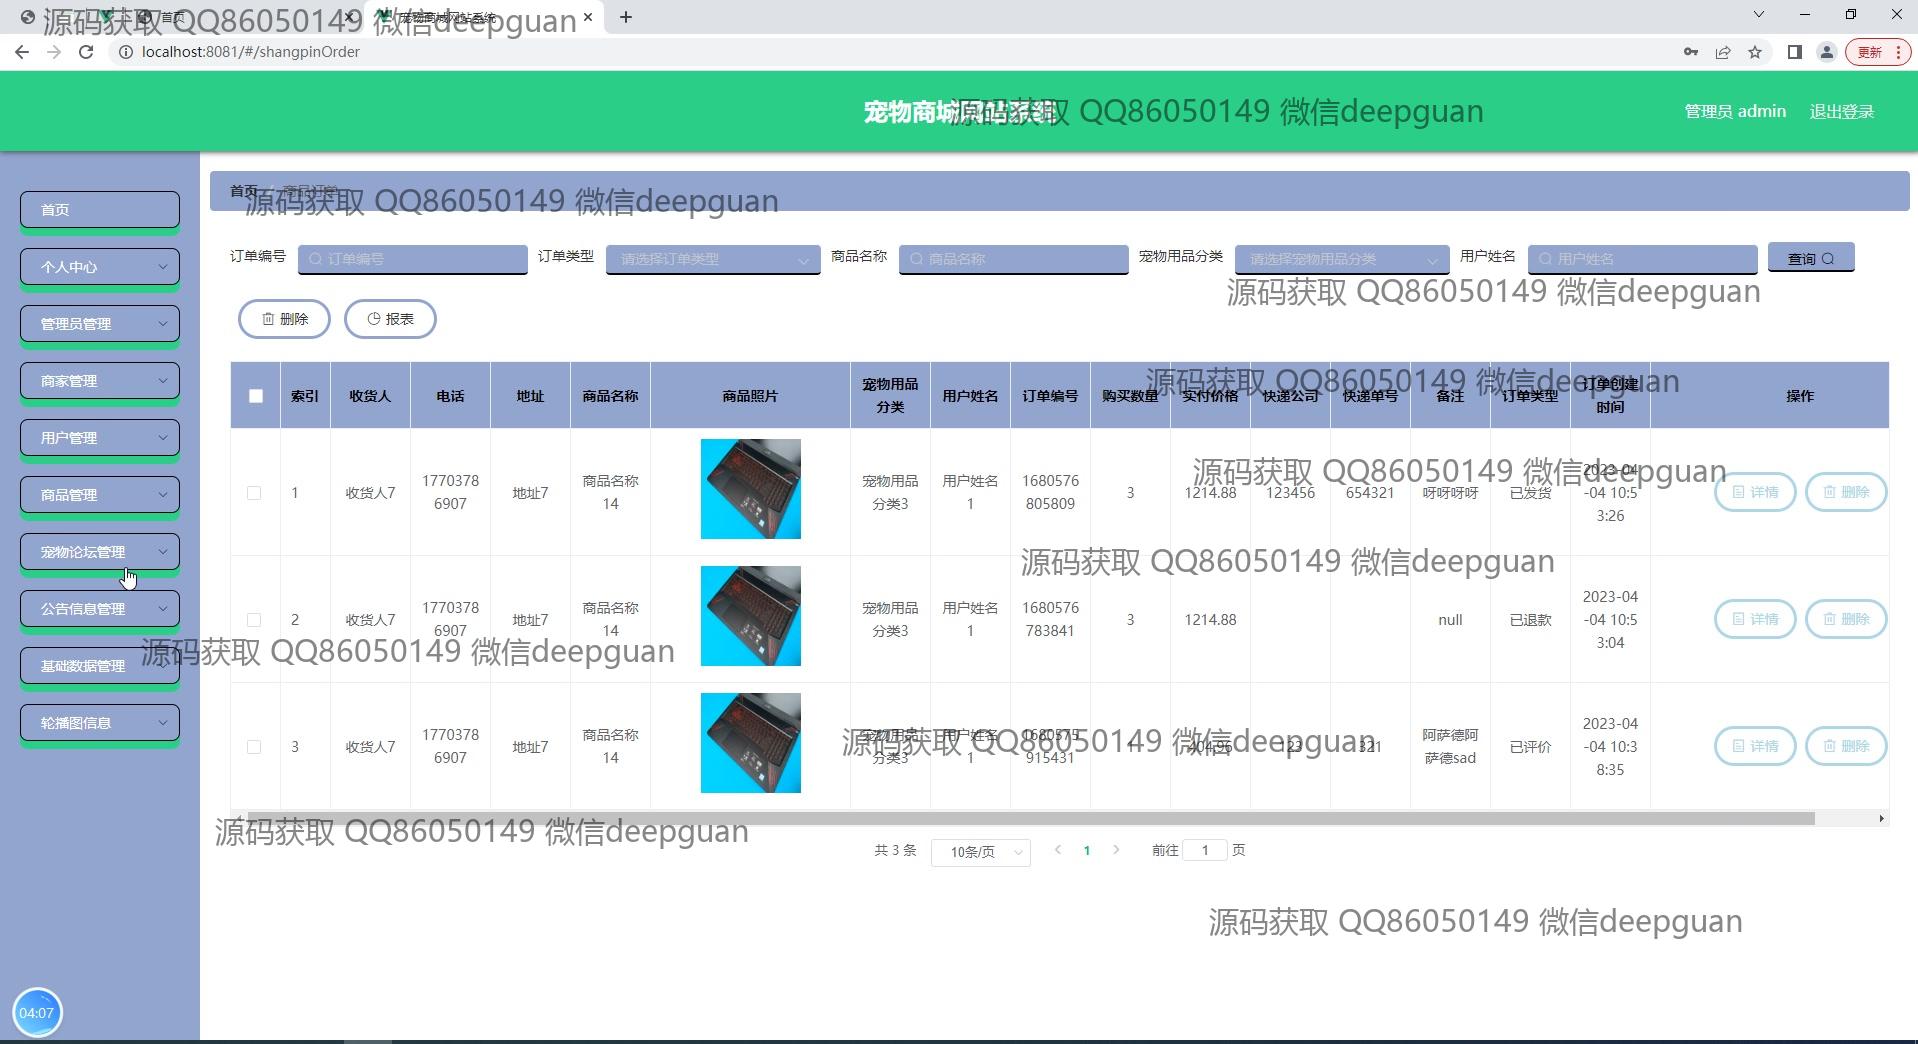 首页
宠物商城网站系统
源码获取 QQ86050149 微信deepguan
localhost:8081/#/shangpinOrder
更新
宠物商城网站系统
源码获取 QQ86050149 微信deepguan
管理员 admin
退出登录
首页 / 商品订单
源码获取 QQ86050149 微信deepguan
首页
个人中心
管理员管理
商家管理
用户管理
商品管理
宠物论坛管理
公告信息管理
基础数据管理
轮播图信息
订单编号 订单编号 订单类型 请选择订单类型 商品名称 商品名称 宠物用品分类 请选择宠物用品分类 用户姓名 用户姓名 查询
源码获取 QQ86050149 微信deepguan
删除 报表
索引 收货人 电话 地址 商品名称 商品照片 宠物用品分类 用户姓名 订单编号 购买数量 实付价格 快递公司 快递单号 备注 订单类型 订单创建时间 操作
源码获取 QQ86050149 微信deepguan
1 收货人7 17703786907 地址7 商品名称14 宠物用品分类3 用户姓名1 1680576805809 3 1214.88 123456 654321 呀呀呀呀 已发货 2023-04-04 10:53:26 详情 删除
源码获取 QQ86050149 微信deepguan
源码获取 QQ86050149 微信deepguan
2 收货人7 17703786907 地址7 商品名称14 宠物用品分类3 用户姓名1 1680576783841 3 1214.88 null 已退款 2023-04-04 10:53:04 详情 删除
源码获取 QQ86050149 微信deepguan
3 收货人7 17703786907 地址7 商品名称14 宠物用品分类3 用户姓名1 1680575915431 404.96 123 321 阿萨德阿萨德sad 已评价 2023-04-04 10:38:35 详情 删除
源码获取 QQ86050149 微信deepguan
源码获取 QQ86050149 微信deepguan
共 3 条 10条/页 1 前往 1 页
源码获取 QQ86050149 微信deepguan
04:07